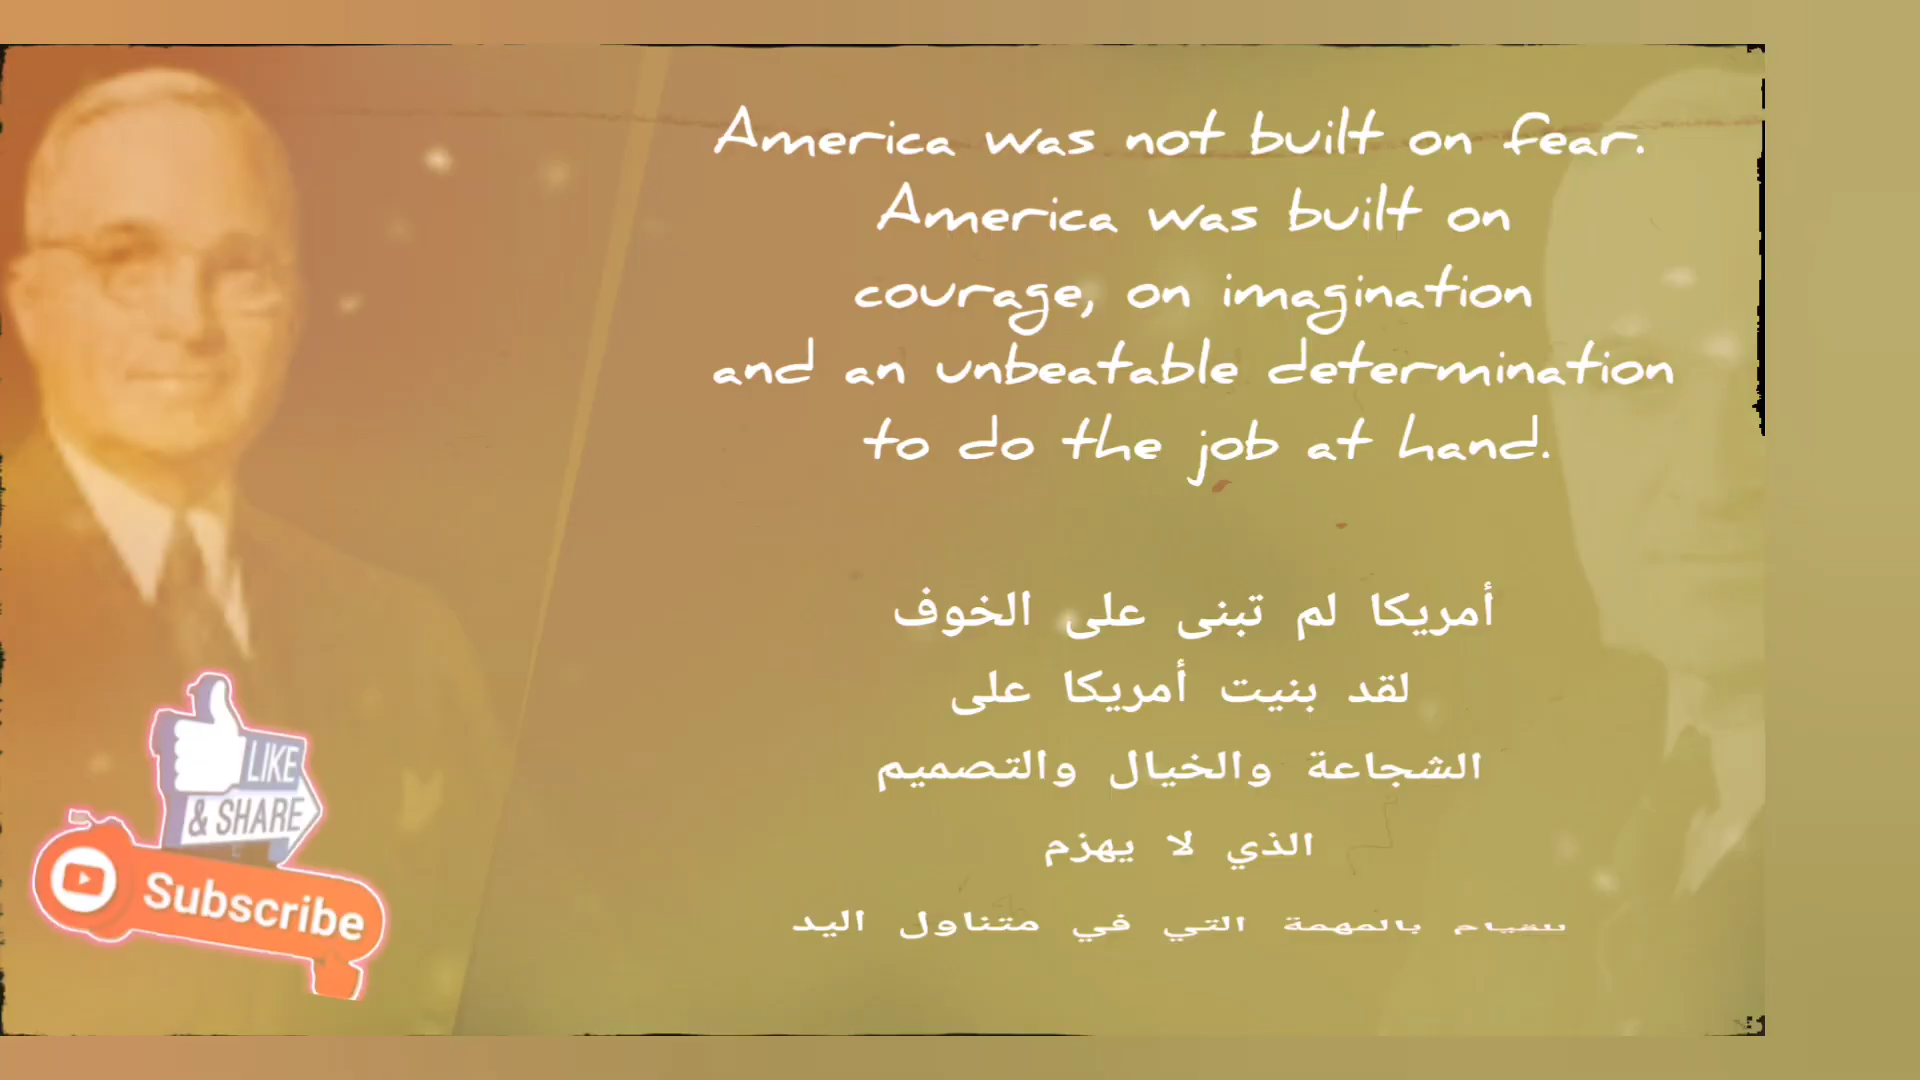 America was not built on fear.
America was built on
courage, on imagination
and an unbeatable determination
to do the job at hand.
أمريكا لم تبنى على الخوف
لقد بنيت أمريكا على
الشجاعة والخيال والتصميم
الذي لا يهزم
للقيام بالمهمة التي في متناول اليد
LIKE
& SHARE
Subscribe